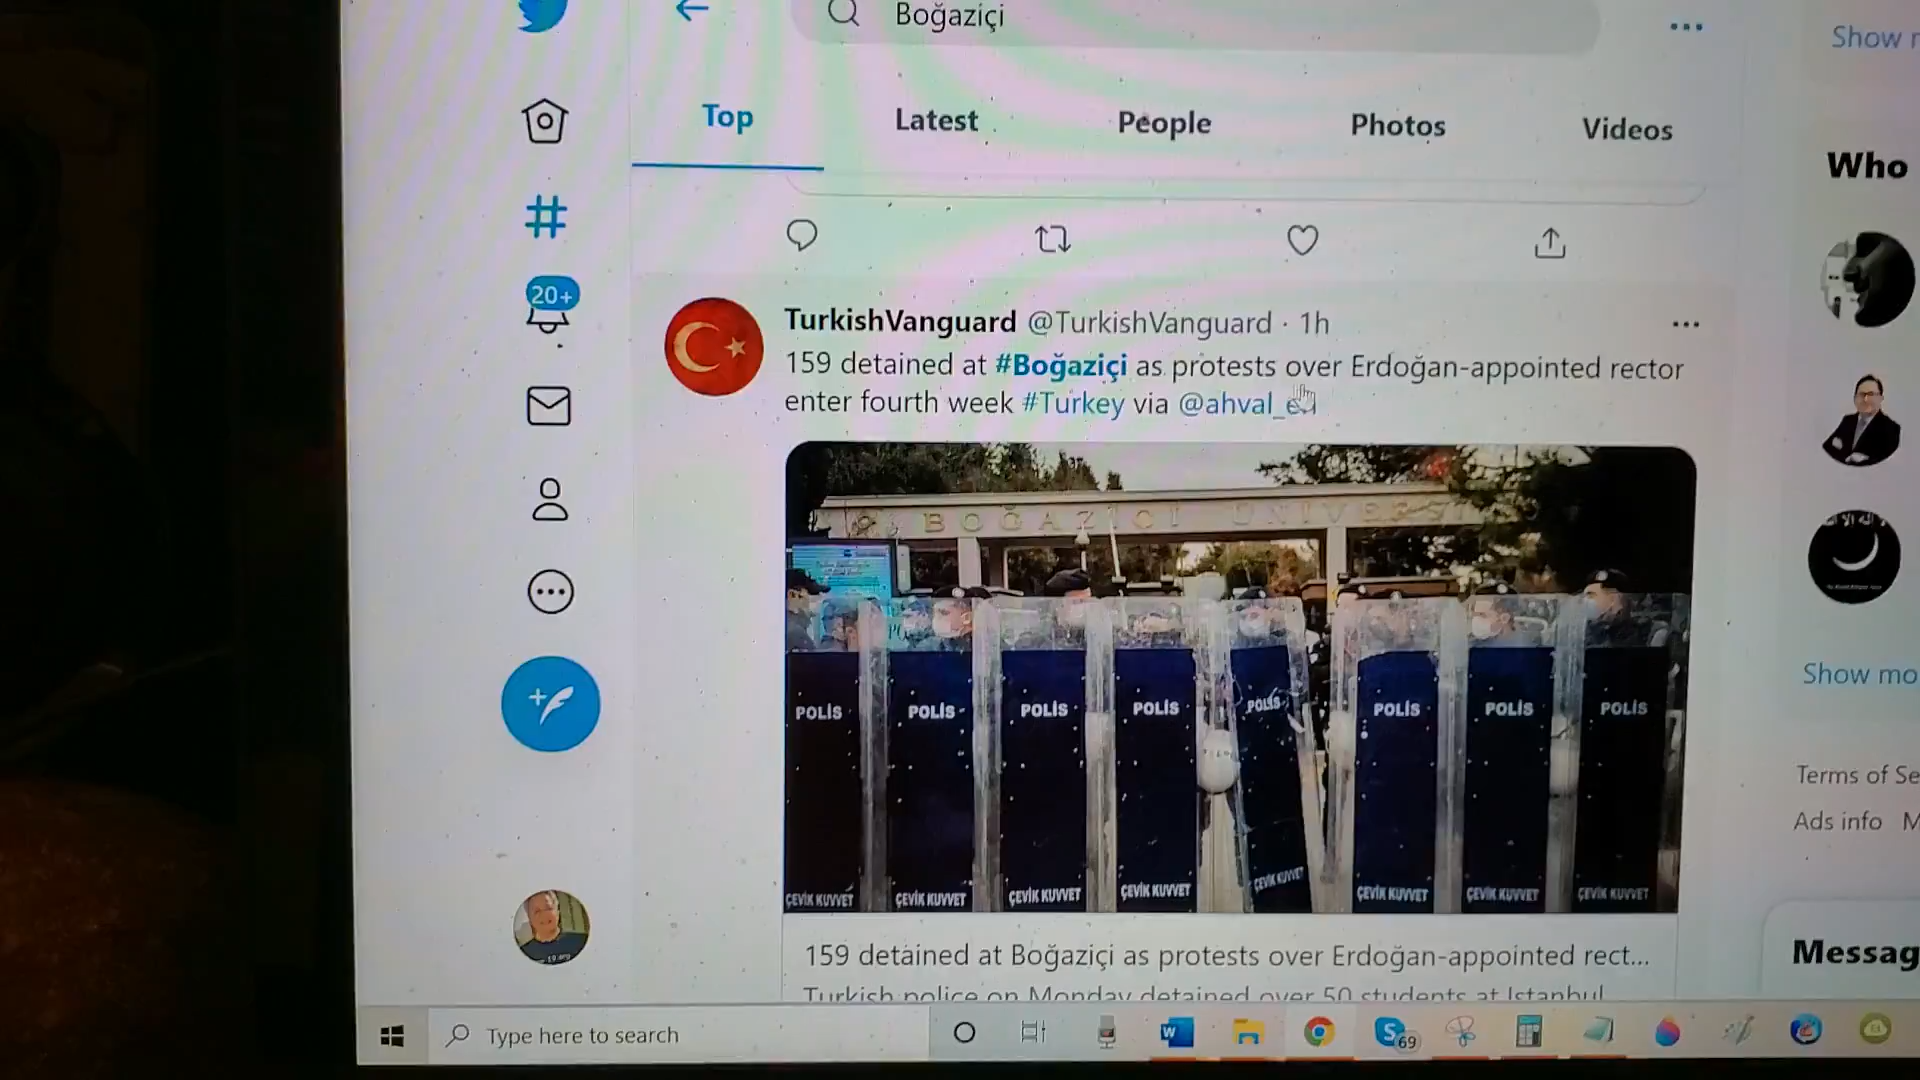 Boğaziçi
Show
Top
Latest
People
Photos
Videos
Who
20+
TurkishVanguard @TurkishVanguard · 1h
159 detained at #Boğaziçi as protests over Erdoğan-appointed rector
enter fourth week #Turkey via
BOĞAZİÇİ
POLİS
POLİS
POLİS
POLİS
POLİS
POLİS
POLİS
POLİS
ÇEVİK KUVVET
ÇEVİK KUVVET
ÇEVİK KUVVET
ÇEVİK KUVVET
ÇEVİK KUVVET
ÇEVİK KUVVET
ÇEVİK KUVVET
ÇEVİK KUVVET
Show mo
Terms of Se
Ads info M
Messag
159 detained at Boğaziçi as protests over Erdoğan-appointed rect...
Turkish police on Monday detained over 50 students at Istanbul
Type here to search
69